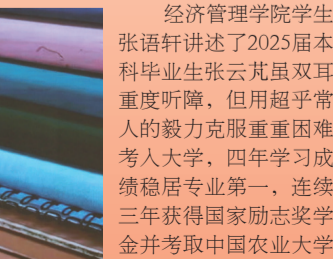 经济管理学院学生
张语轩讲述了2025届本
科毕业生张云芃虽双耳
重度听障，但用超乎常
人的毅力克服重重困难
考入大学，四年学习成
绩稳居专业第一，连续
三年获得国家励志奖学
金并考取中国农业大学